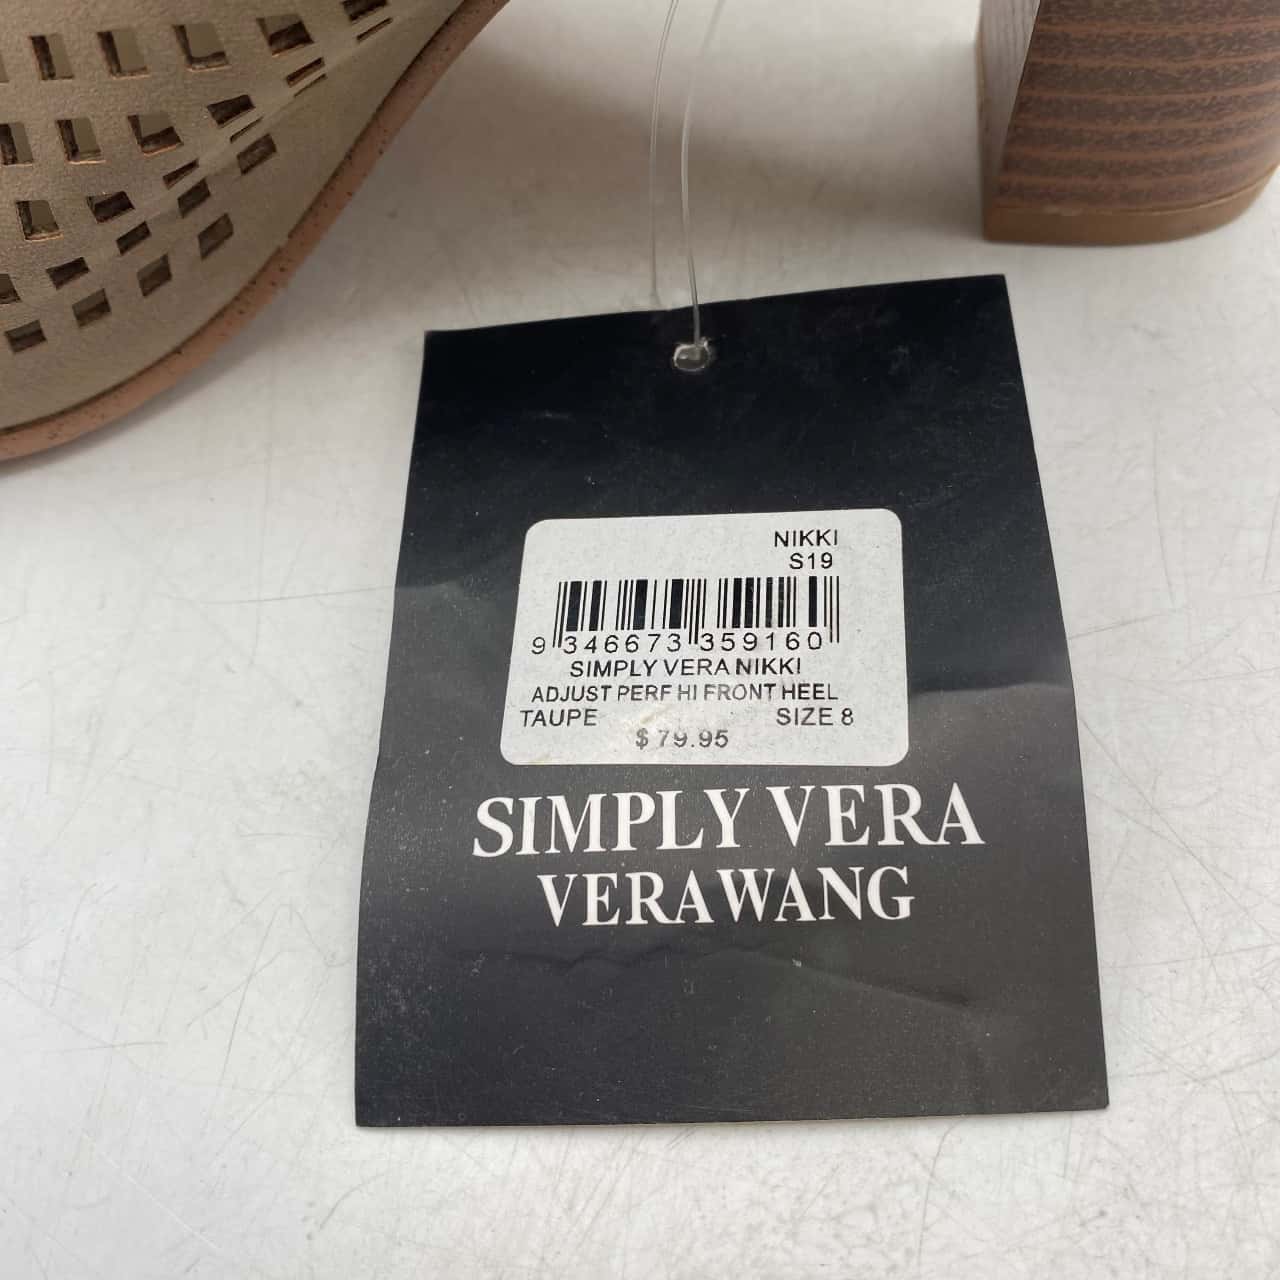 NIKKI
S19
9 346673 359160
SIMPLY VERA NIKKI
ADJUST PERF HI FRONT HEEL
TAUPE SIZE 8
$ 79.95
SIMPLY VERA
VERAWANG